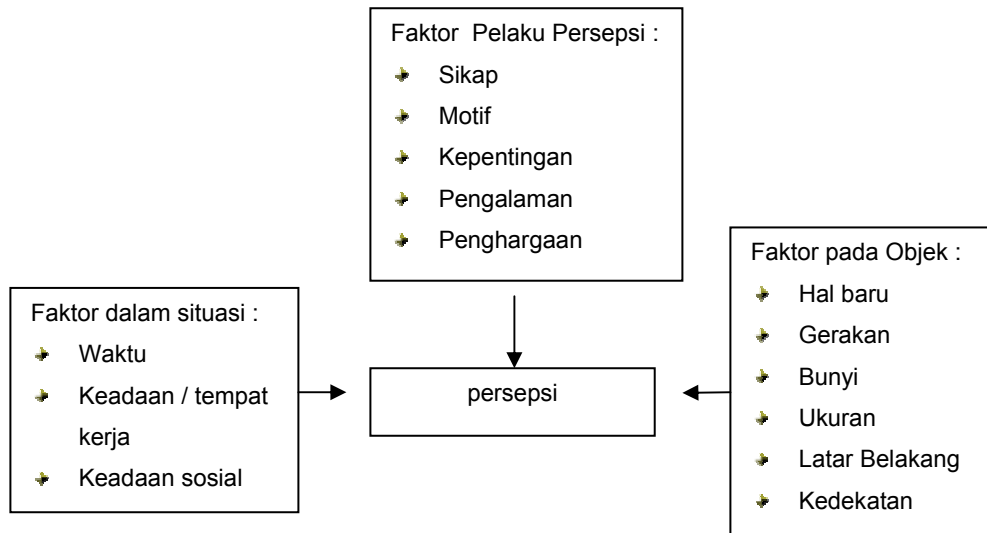 Faktor  Pelaku Persepsi :
Sikap
Motif
Kepentingan
Pengalaman
Penghargaan
Faktor dalam situasi :
Waktu
Keadaan / tempat
kerja
Keadaan sosial
persepsi
Faktor pada Objek :
Hal baru
Gerakan
Bunyi
Ukuran
Latar Belakang
Kedekatan